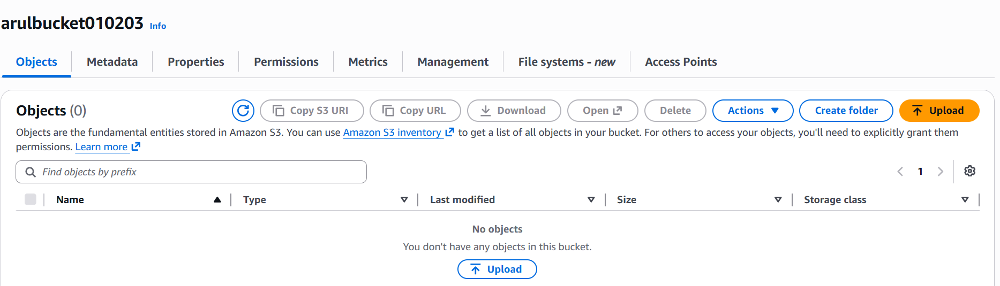 arulbucket010203 Info
Objects Metadata Properties Permissions Metrics Management File systems - new Access Points
Objects (0) Copy S3 URI Copy URL Download Open Delete Actions Create folder Upload
Objects are the fundamental entities stored in Amazon S3. You can use Amazon S3 inventory to get a list of all objects in your bucket. For others to access your objects, you'll need to explicitly grant them
permissions. Learn more
Find objects by prefix 1
Name Type Last modified Size Storage class
No objects
You don't have any objects in this bucket.
Upload